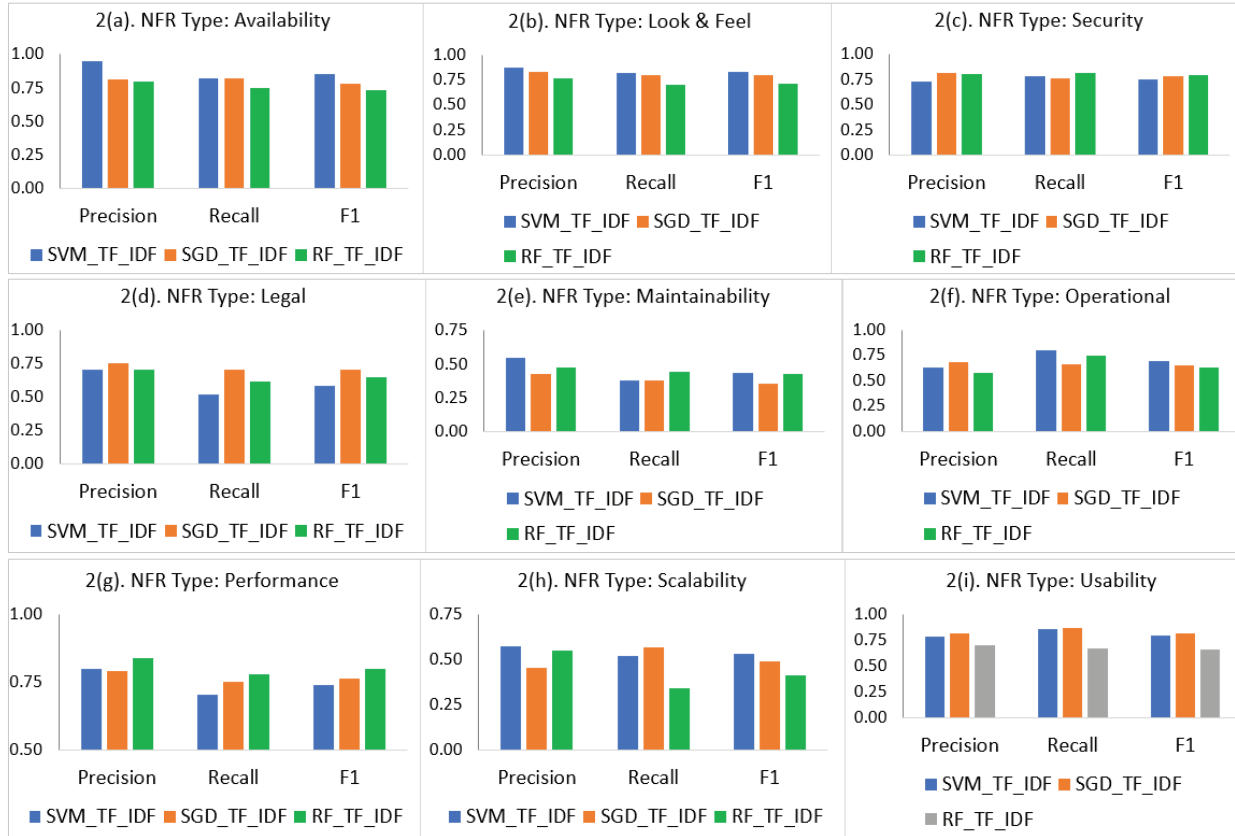 2(a). NFR Type: Availability
1.00
0.75
0.50
0.25
0.00
Precision Recall F1
SVM_TF_IDF SGD_TF_IDF RF_TF_IDF
2(b). NFR Type: Look & Feel
1.00
0.75
0.50
0.25
0.00
Precision Recall F1
SVM_TF_IDF SGD_TF_IDF
RF_TF_IDF
2(c). NFR Type: Security
1.00
0.75
0.50
0.25
0.00
Precision Recall F1
SVM_TF_IDF SGD_TF_IDF
RF_TF_IDF
2(d). NFR Type: Legal
1.00
0.75
0.50
0.25
0.00
Precision Recall F1
SVM_TF_IDF SGD_TF_IDF RF_TF_IDF
2(e). NFR Type: Maintainability
0.75
0.50
0.25
0.00
Precision Recall F1
SVM_TF_IDF SGD_TF_IDF
RF_TF_IDF
2(f). NFR Type: Operational
1.00
0.75
0.50
0.25
0.00
Precision Recall F1
SVM_TF_IDF SGD_TF_IDF
RF_TF_IDF
2(g). NFR Type: Performance
1.00
0.75
0.50
Precision Recall F1
SVM_TF_IDF SGD_TF_IDF RF_TF_IDF
2(h). NFR Type: Scalability
0.75
0.50
0.25
0.00
Precision Recall F1
SVM_TF_IDF SGD_TF_IDF RF_TF_IDF
2(i). NFR Type: Usability
1.00
0.75
0.50
0.25
0.00
Precision Recall F1
SVM_TF_IDF SGD_TF_IDF
RF_TF_IDF